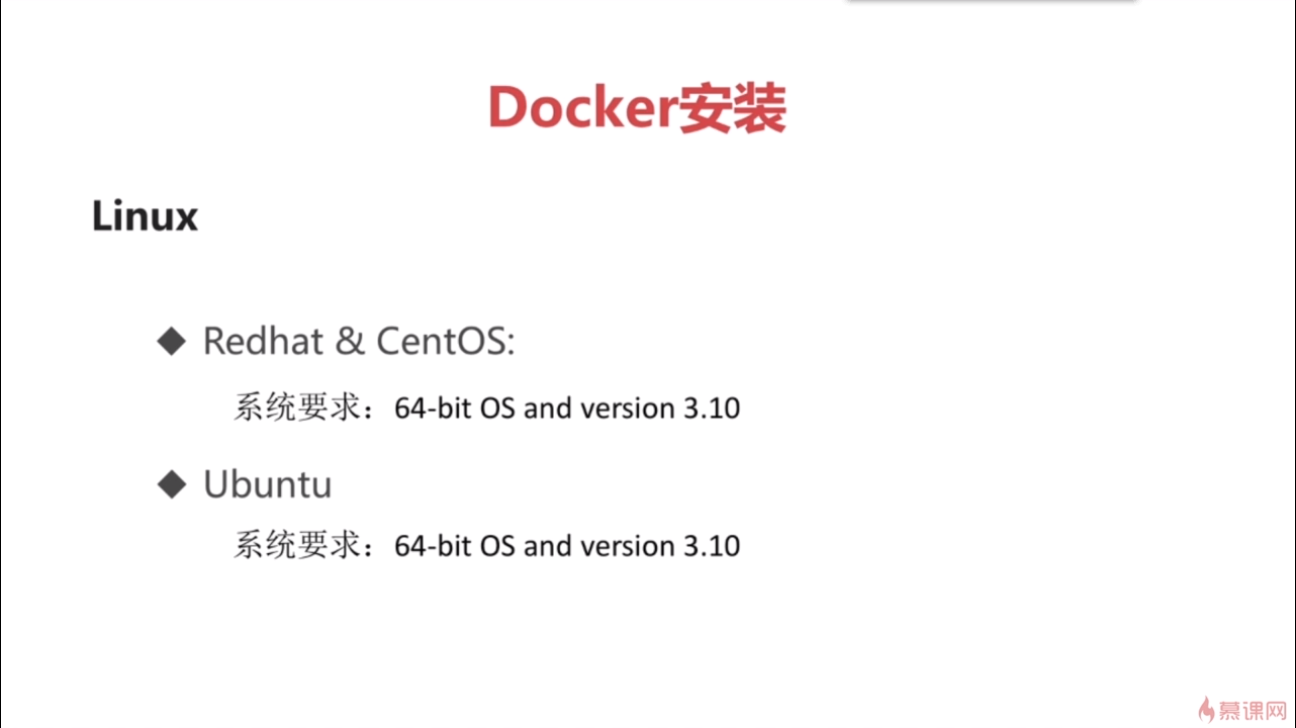 Docker安装
Linux
◆ Redhat & CentOS:
系统要求：64-bit OS and version 3.10
◆ Ubuntu
系统要求：64-bit OS and version 3.10
慕课网